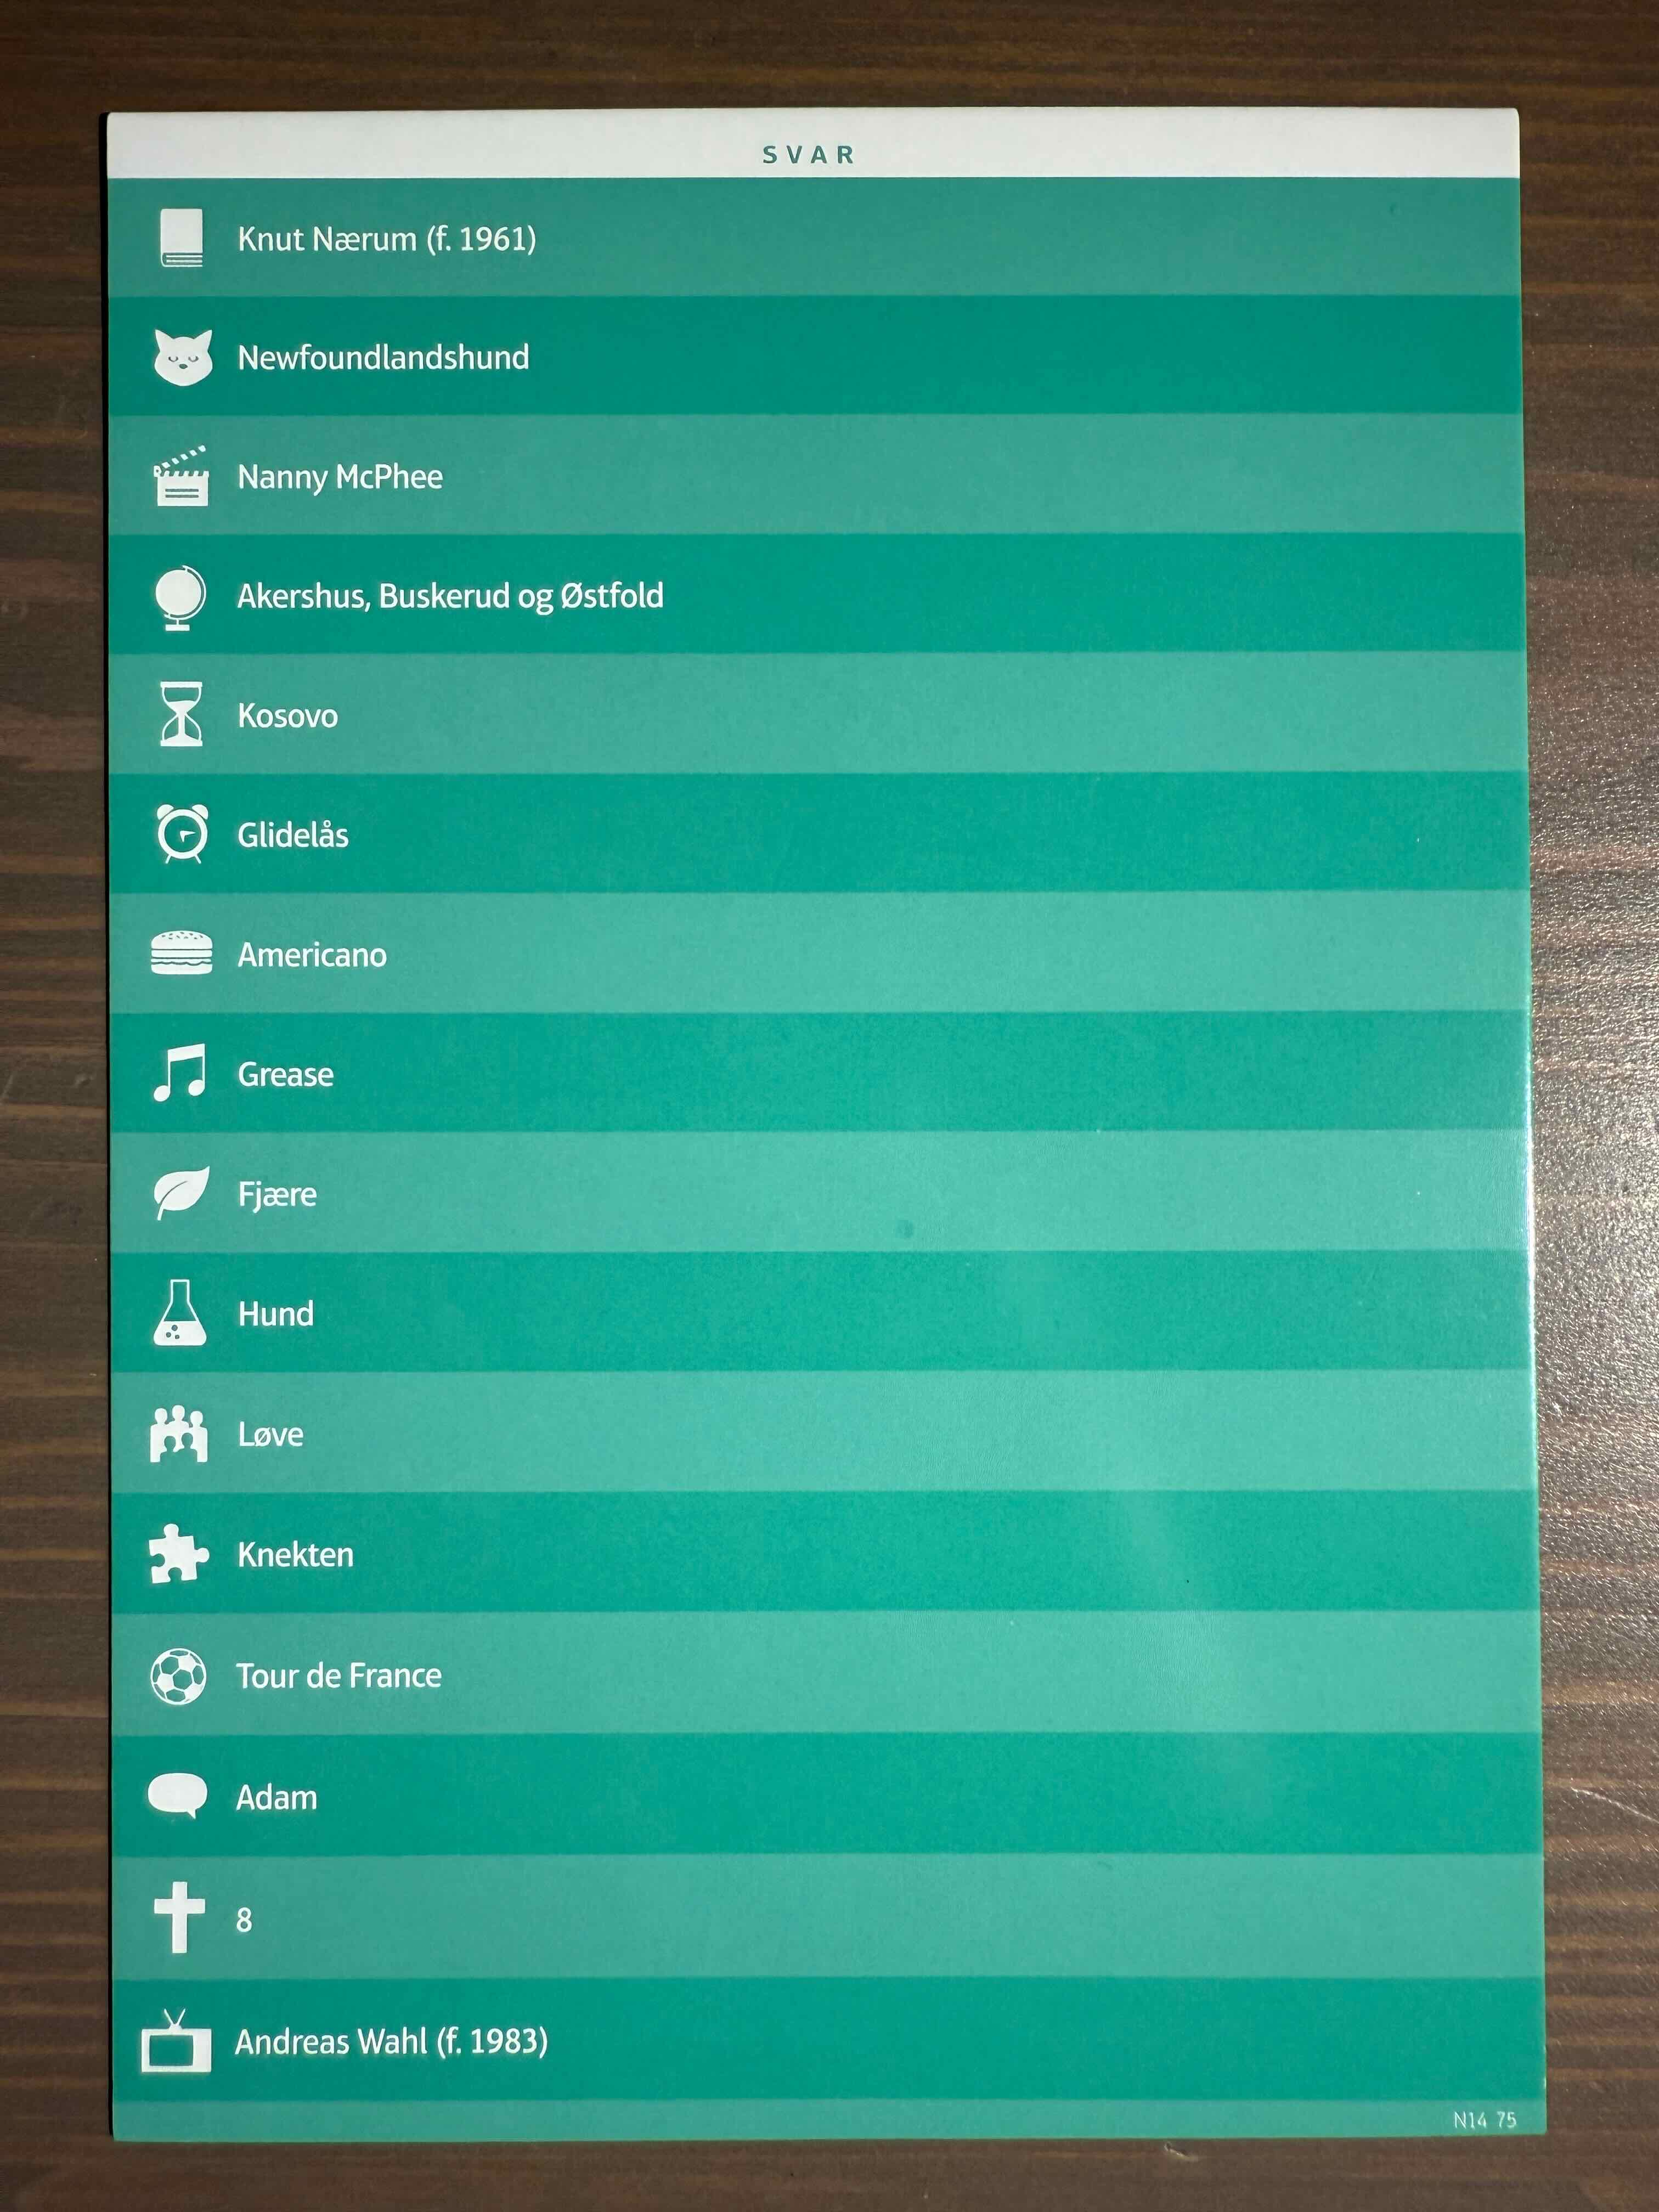 SVAR
Knut Nærum (f. 1961)
Newfoundlandshund
Nanny McPhee
Akershus, Buskerud og Østfold
Kosovo
Glidelås
Americano
Grease
Fjære
Hund
Løve
Knekten
Tour de France
Adam
8
Andreas Wahl (f. 1983)
N14 75